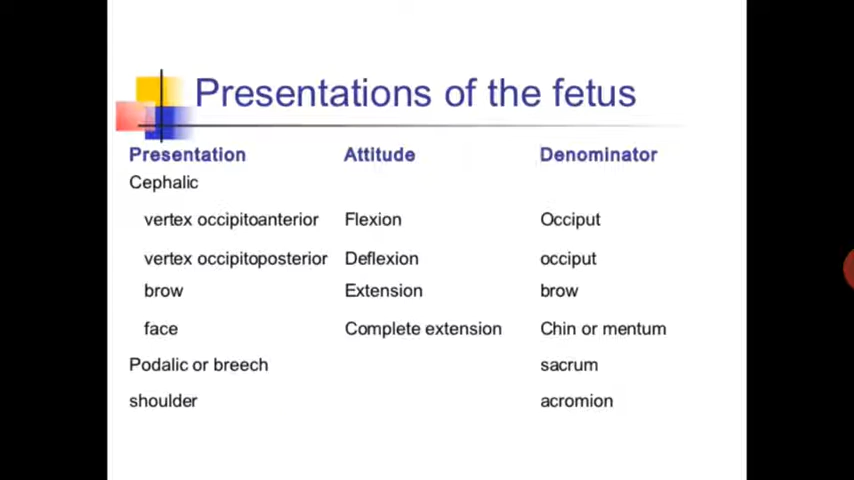 Presentations of the fetus
Presentation Attitude Denominator
Cephalic
vertex occipitoanterior Flexion Occiput
vertex occipitoposterior Deflexion occiput
brow Extension brow
face Complete extension Chin or mentum
Podalic or breech sacrum
shoulder acromion